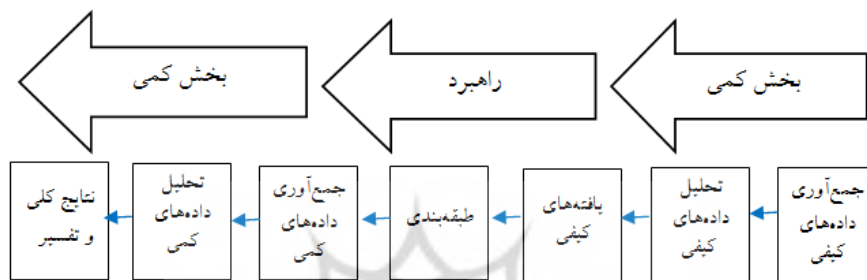 بخش کمی
راهبرد
بخش کمی
جمع‌آوری
داده‌های
کیفی
تحلیل
داده‌های
کیفی
یافته‌های
کیفی
طبقه‌بندی
جمع‌آوری
داده‌های
کمی
تحلیل
داده‌های
کمی
نتایج کلی
و تفسیر